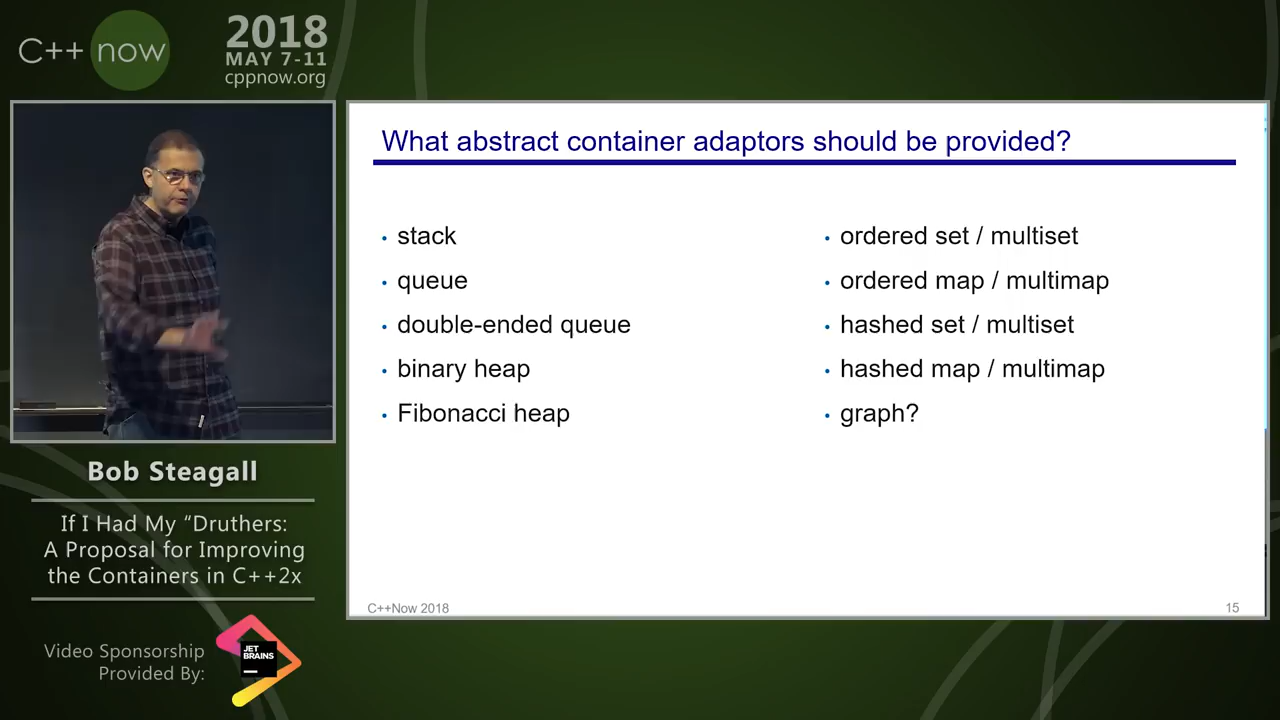 C++ now
2018
MAY 7-11
cppnow.org
What abstract container adaptors should be provided?
• stack
• queue
• double-ended queue
• binary heap
• Fibonacci heap
• ordered set / multiset
• ordered map / multimap
• hashed set / multiset
• hashed map / multimap
• graph?
C++Now 2018
15
Bob Steagall
If I Had My “Druthers:
A Proposal for Improving
the Containers in C++2x
Video Sponsorship
Provided By:
JET
BRAINS